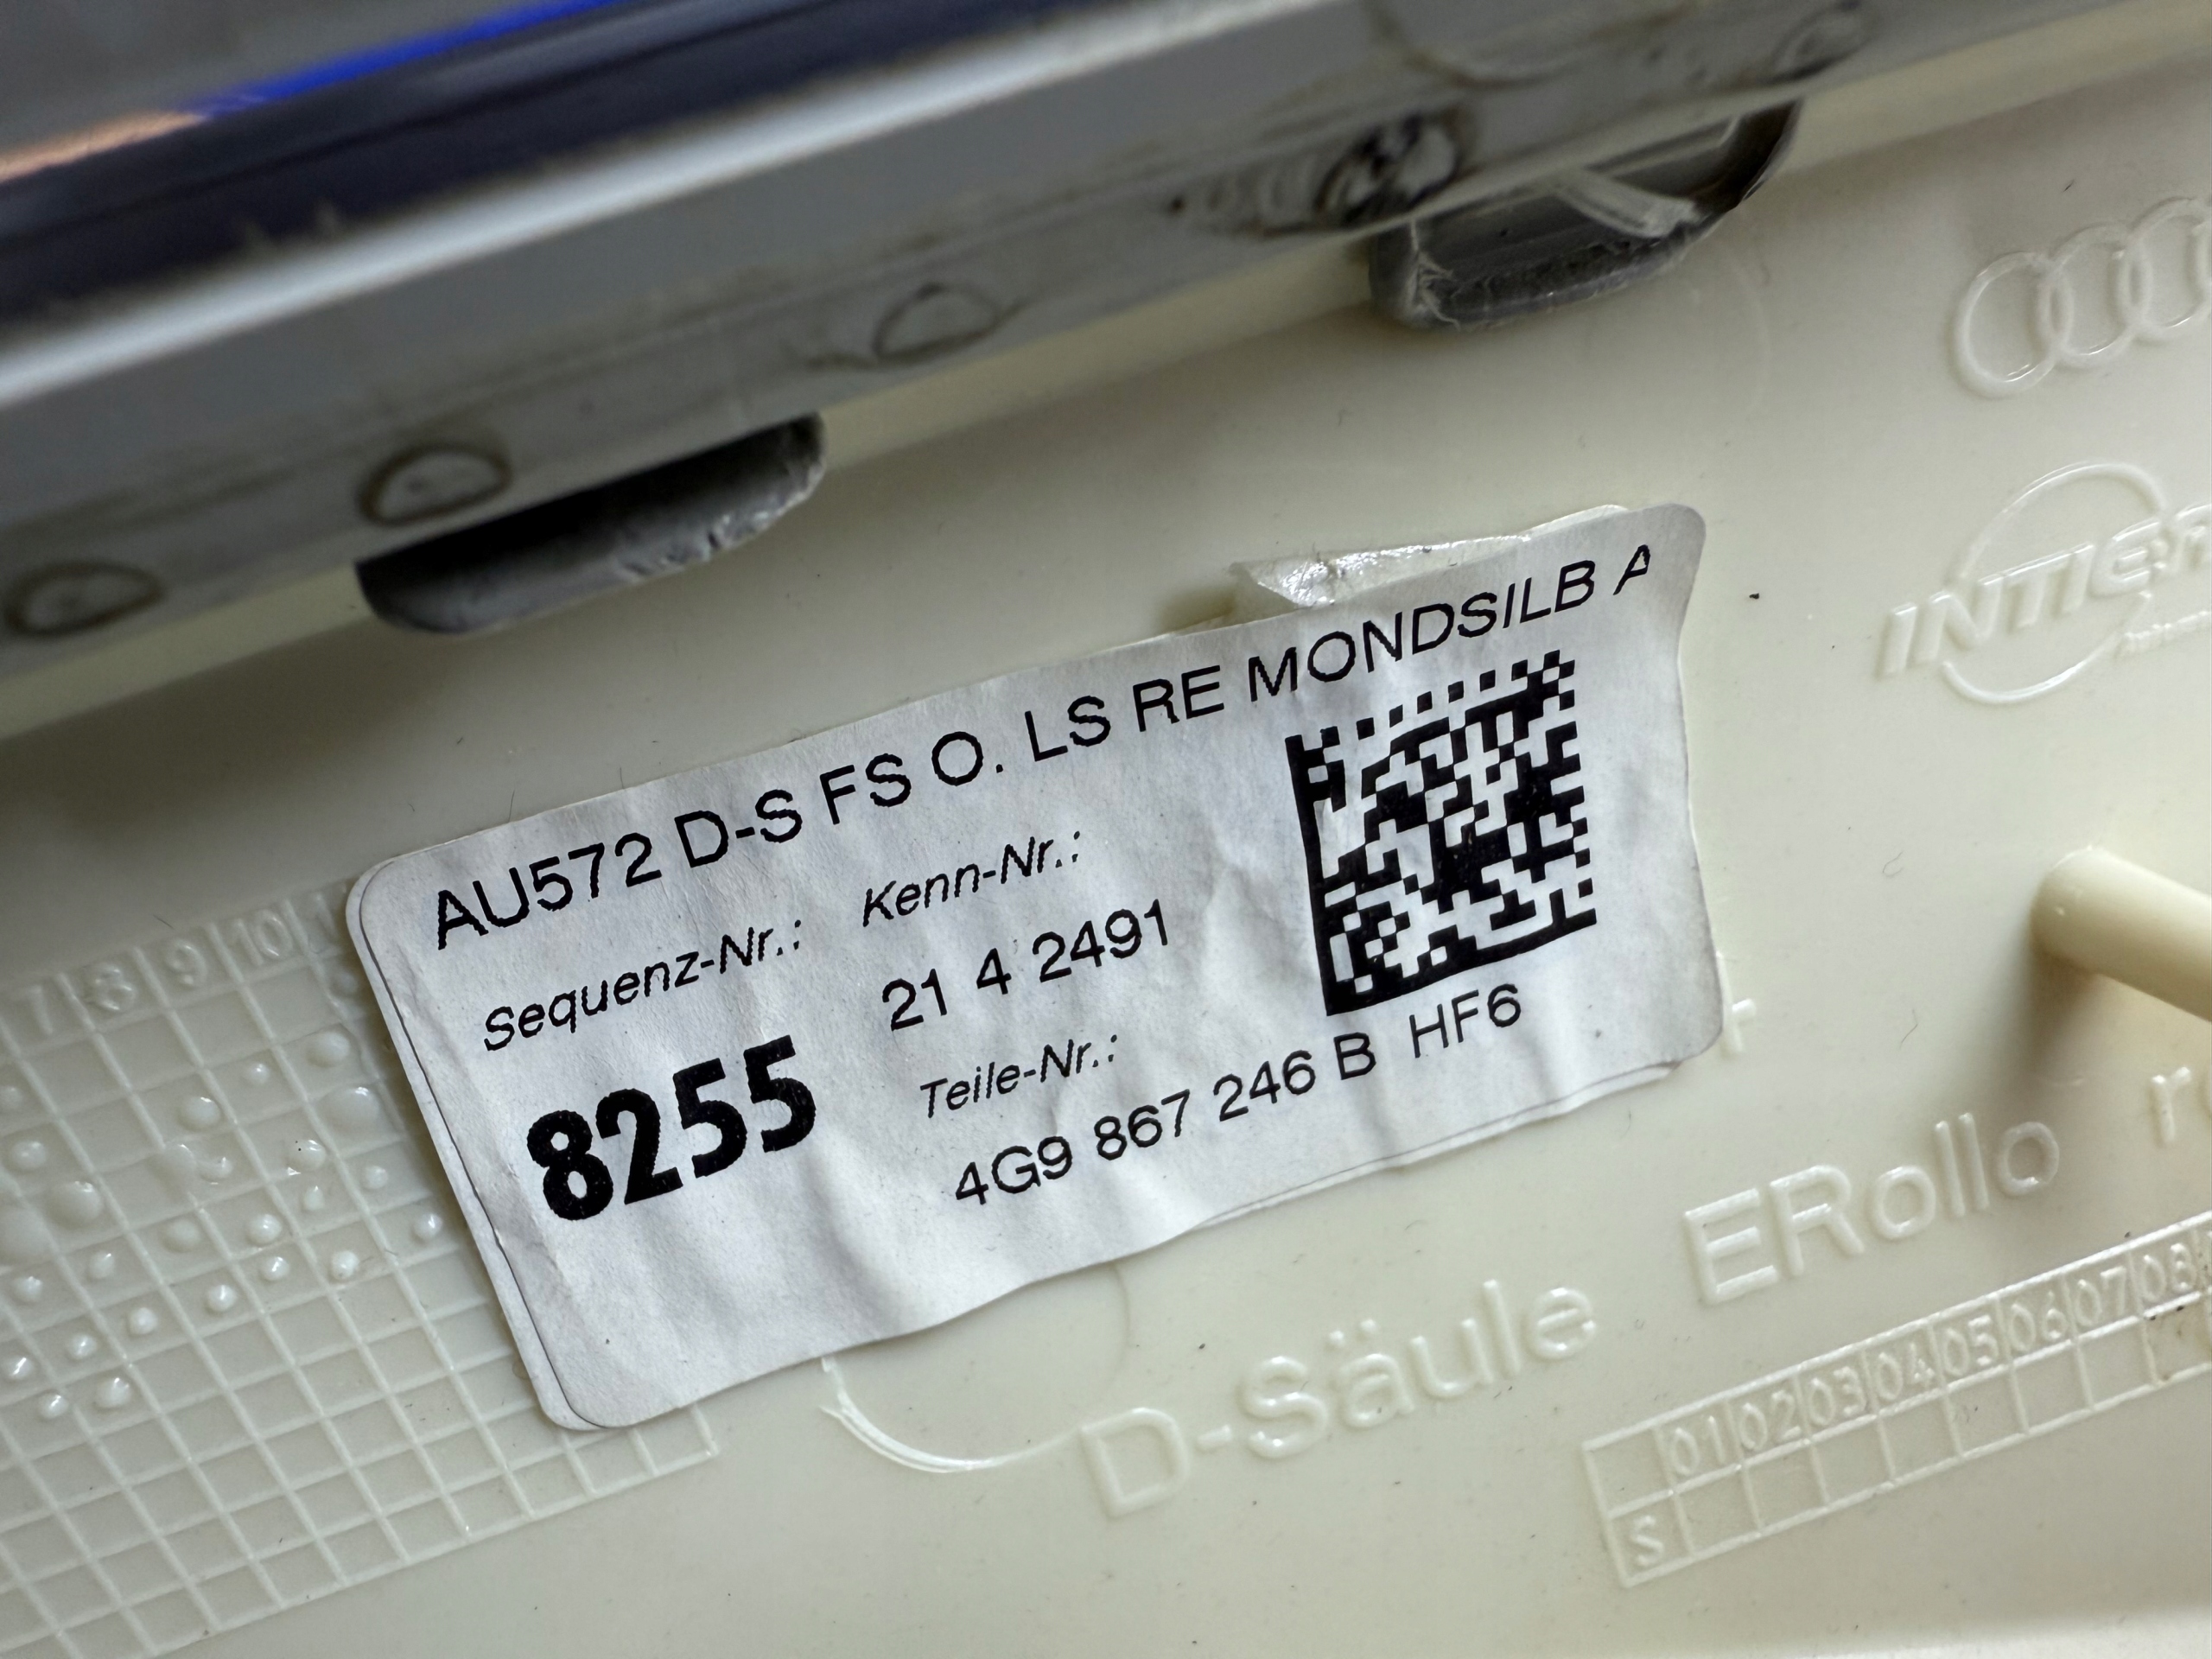 INTIER
AU572 D-S FS O. LS RE MONDSILB A
Sequenz-Nr.: Kenn-Nr.:
21 4 2491
8255
Teile-Nr.:
4G9 867 246 B HF6
7 8 9 10
ERollo
D-Säule
01 02 03 04 05 06 07 08
S